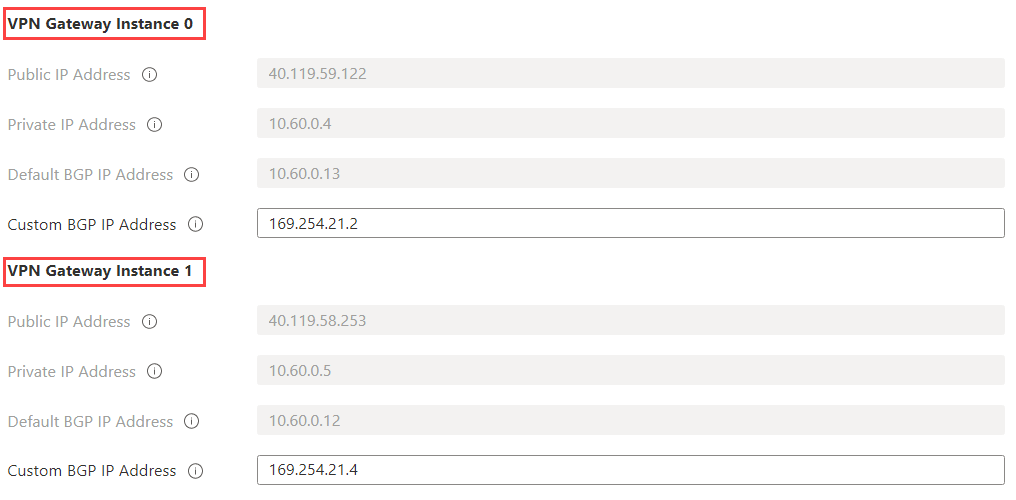 VPN Gateway Instance 0
Public IP Address 40.119.59.122
Private IP Address 10.60.0.4
Default BGP IP Address 10.60.0.13
Custom BGP IP Address 169.254.21.2
VPN Gateway Instance 1
Public IP Address 40.119.58.253
Private IP Address 10.60.0.5
Default BGP IP Address 10.60.0.12
Custom BGP IP Address 169.254.21.4